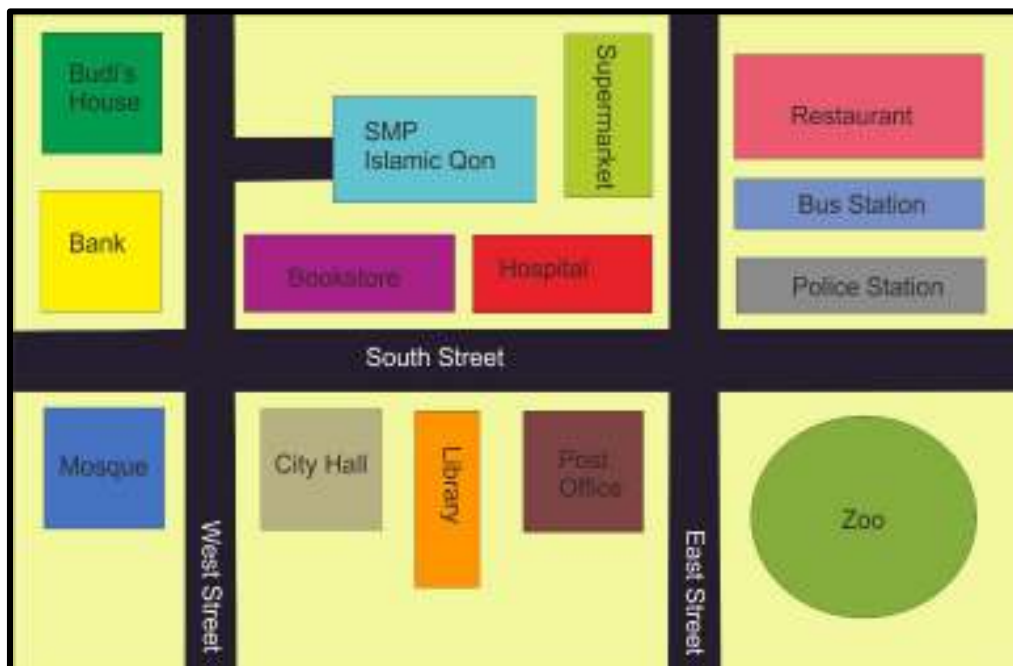 Budi's
House
SMP
Islamic Qon
Supermarket
Restaurant
Bank
Bus Station
Bookstore
Hospital
Police Station
South Street
Mosque
City Hall
Library
Post
Office
Zoo
West Street
East Street